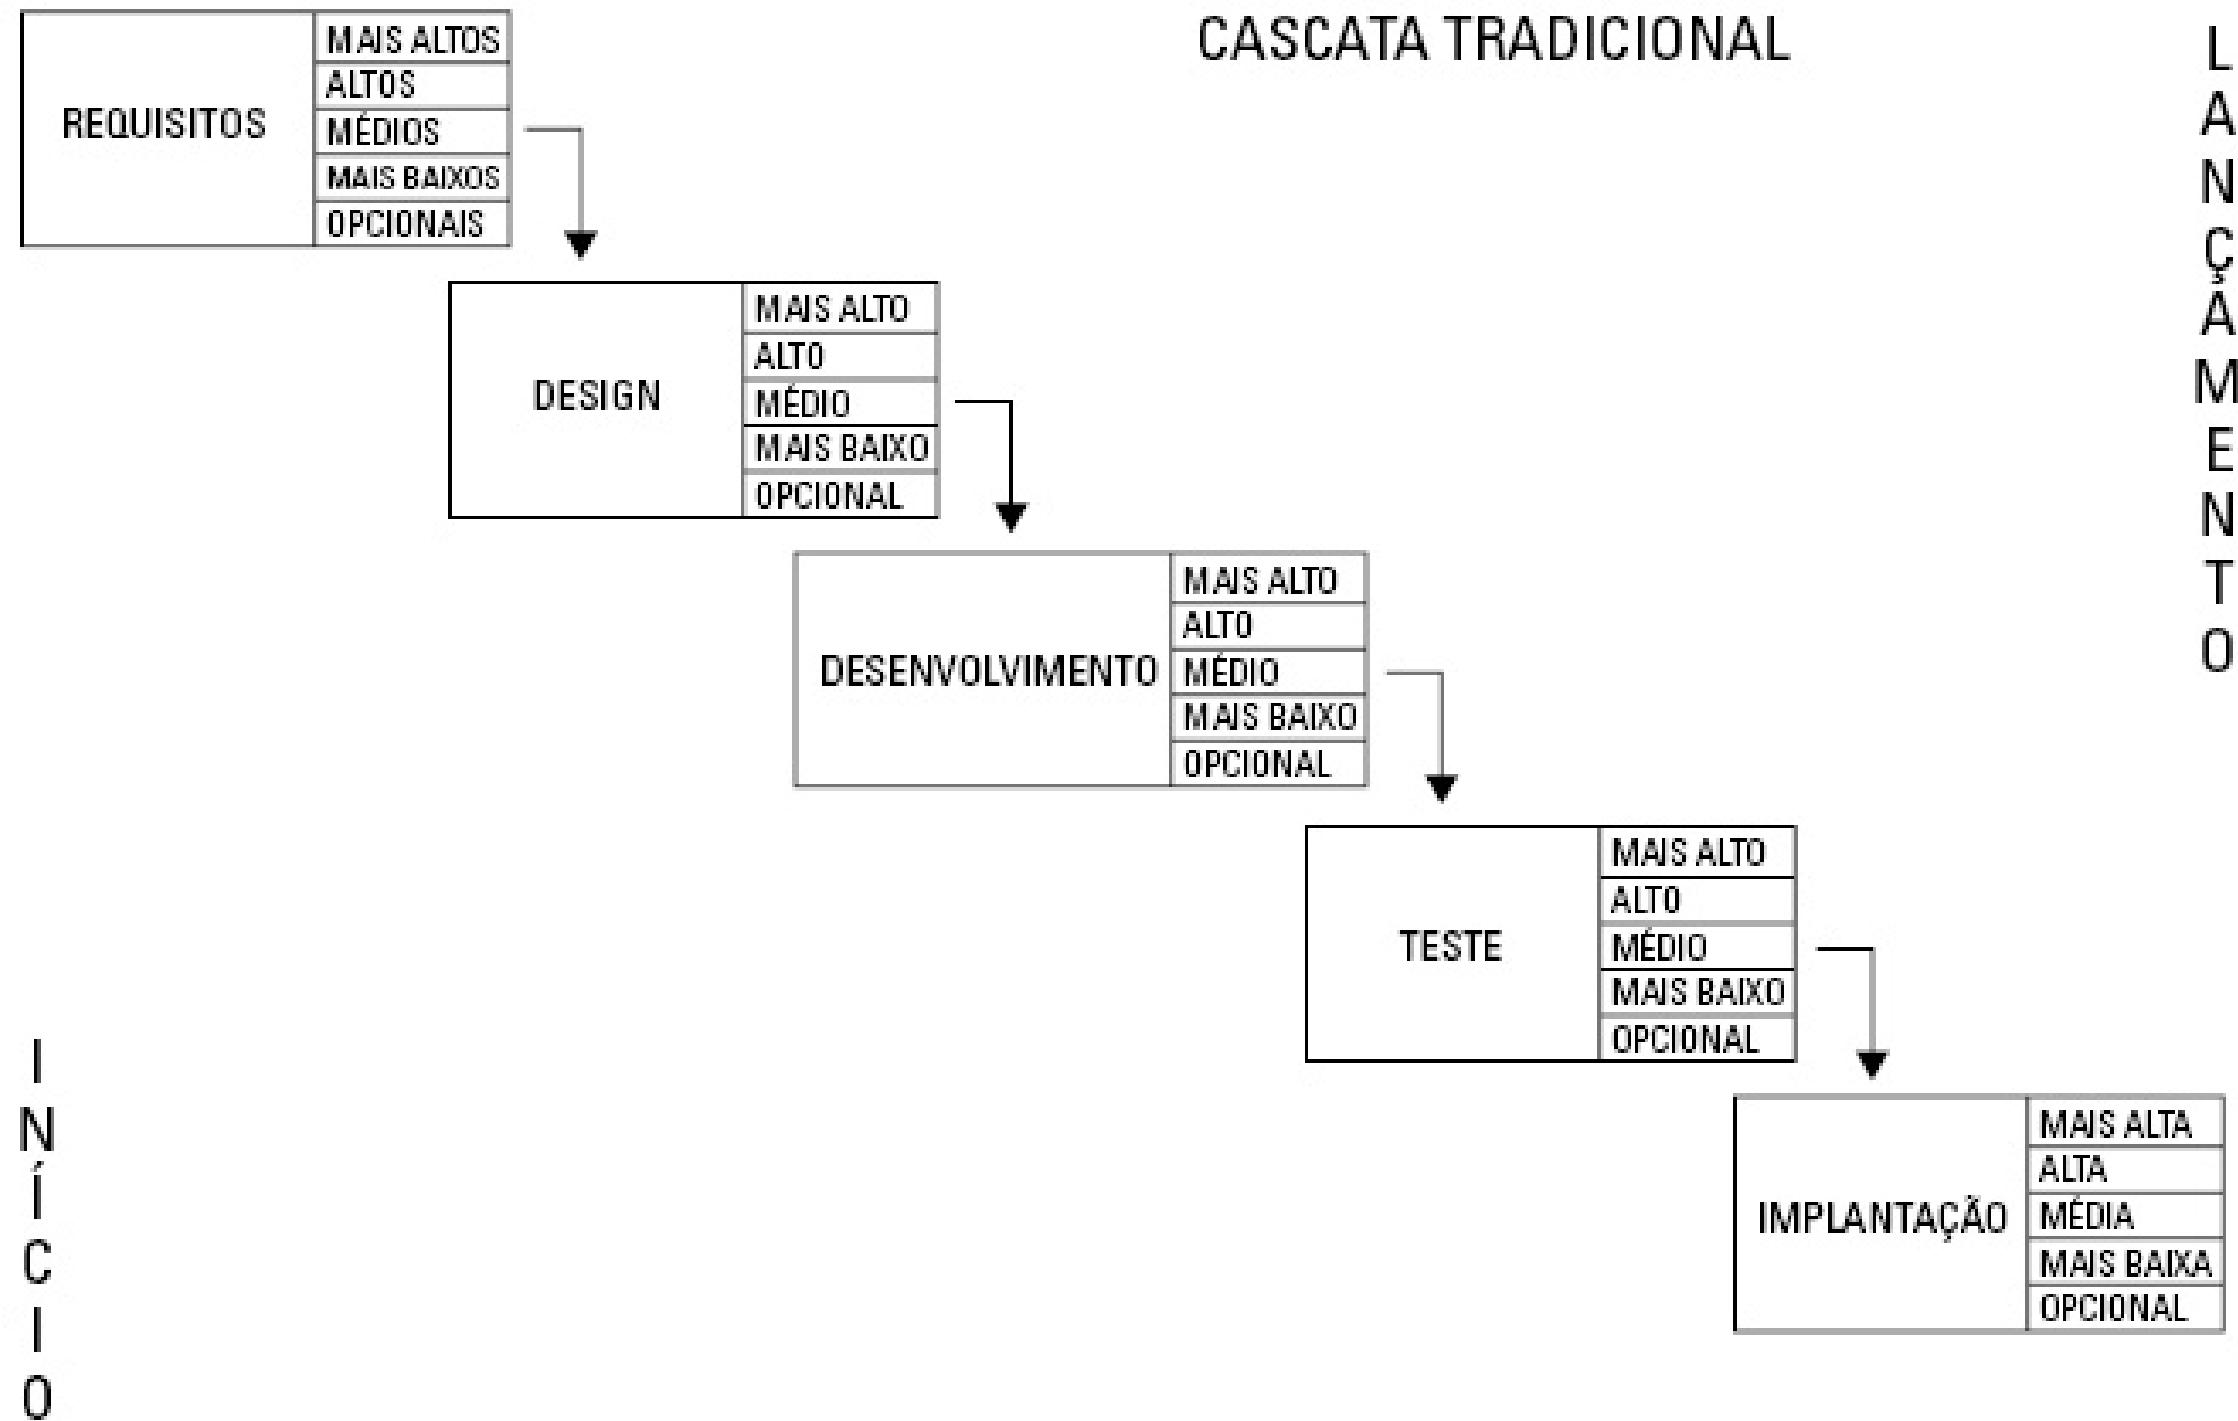 CASCATA TRADICIONAL
REQUISITOS
MAIS ALTOS
ALTOS
MÉDIOS
MAIS BAIXOS
OPCIONAIS
DESIGN
MAIS ALTO
ALTO
MÉDIO
MAIS BAIXO
OPCIONAL
DESENVOLVIMENTO
MAIS ALTO
ALTO
MÉDIO
MAIS BAIXO
OPCIONAL
TESTE
MAIS ALTO
ALTO
MÉDIO
MAIS BAIXO
OPCIONAL
IMPLANTAÇÃO
MAIS ALTA
ALTA
MÉDIA
MAIS BAIXA
OPCIONAL
INÍCIO
LANÇAMENTO